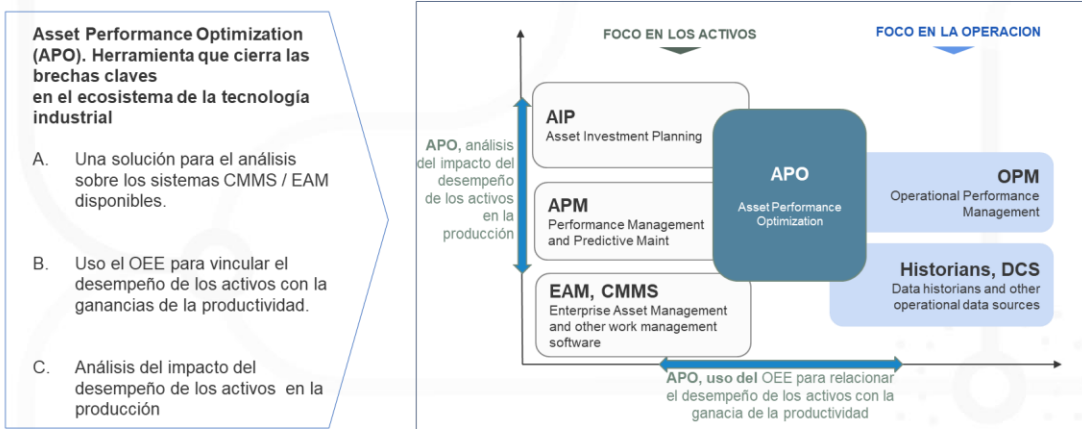 Asset Performance Optimization
(APO). Herramienta que cierra las
brechas claves
en el ecosistema de la tecnología
industrial
A. Una solución para el análisis
sobre los sistemas CMMS / EAM
disponibles.
B. Uso el OEE para vincular el
desempeño de los activos con la
ganancias de la productividad.
C. Análisis del impacto del
desempeño de los activos en la
producción
FOCO EN LOS ACTIVOS
FOCO EN LA OPERACION
APO, análisis
del impacto del
desempeño
de los activos
en la
producción
AIP
Asset Investment Planning
APM
Performance Management
and Predictive Maint
EAM, CMMS
Enterprise Asset Management
and other work management
software
APO
Asset Performance
Optimization
OPM
Operational Performance
Management
Historians, DCS
Data historians and other
operational data sources
APO, uso del OEE para relacionar
el desempeño de los activos con la
ganacia de la productividad